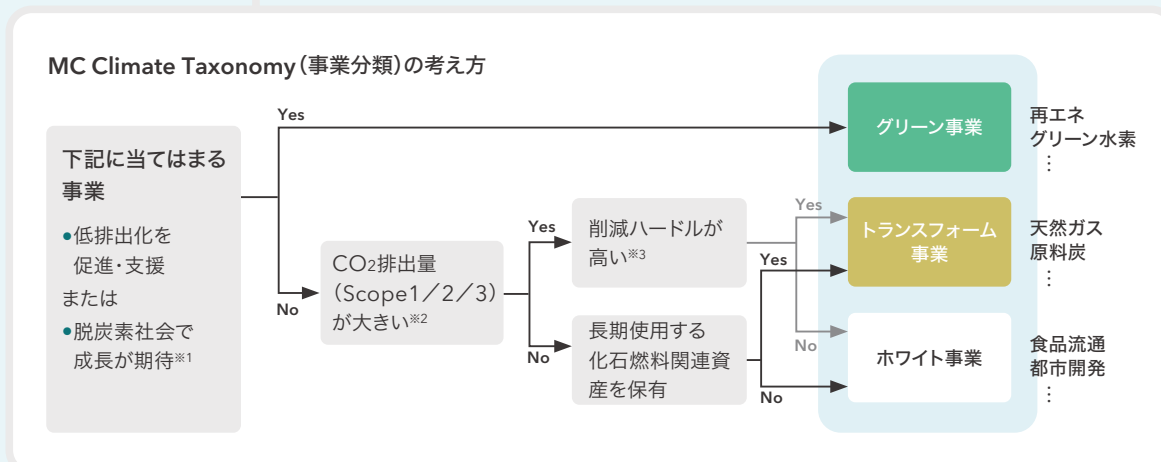 MC Climate Taxonomy（事業分類）の考え方
下記に当てはまる
事業
●低排出化を
促進・支援
または
●脱炭素社会で
成長が期待※1
Yes
No
CO2排出量
（Scope1／2／3）
が大きい※2
Yes
No
削減ハードルが
高い※3
長期使用する
化石燃料関連資
産を保有
Yes
Yes
No
No
グリーン事業
トランスフォーム
事業
ホワイト事業
再エネ
グリーン水素
…
天然ガス
原料炭
…
食品流通
都市開発
…